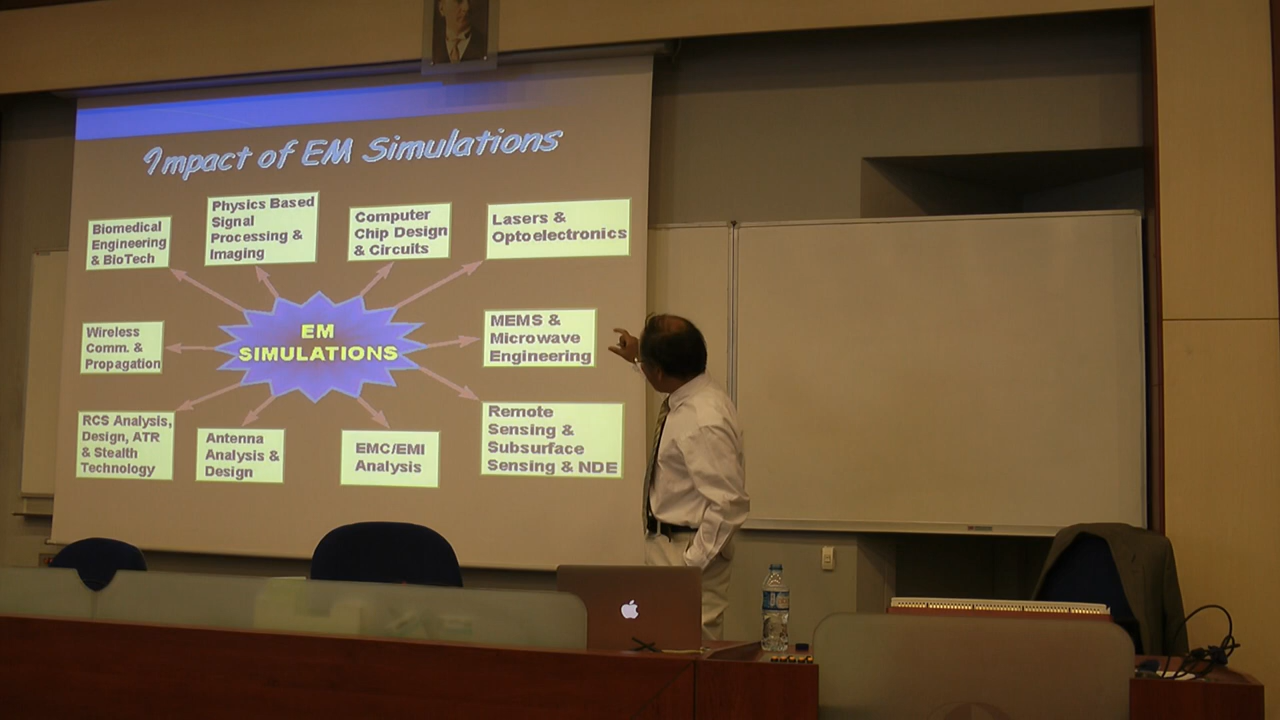 Impact of EM Simulations
Biomedical
Engineering
& BioTech
Physics Based
Signal
Processing &
Imaging
Computer
Chip Design
& Circuits
Lasers &
Optoelectronics
Wireless
Comm. &
Propagation
EM
SIMULATIONS
MEMS &
Microwave
Engineering
RCS Analysis,
Design, ATR
& Stealth
Technology
Antenna
Analysis &
Design
EMC/EMI
Analysis
Remote
Sensing &
Subsurface
Sensing & NDE